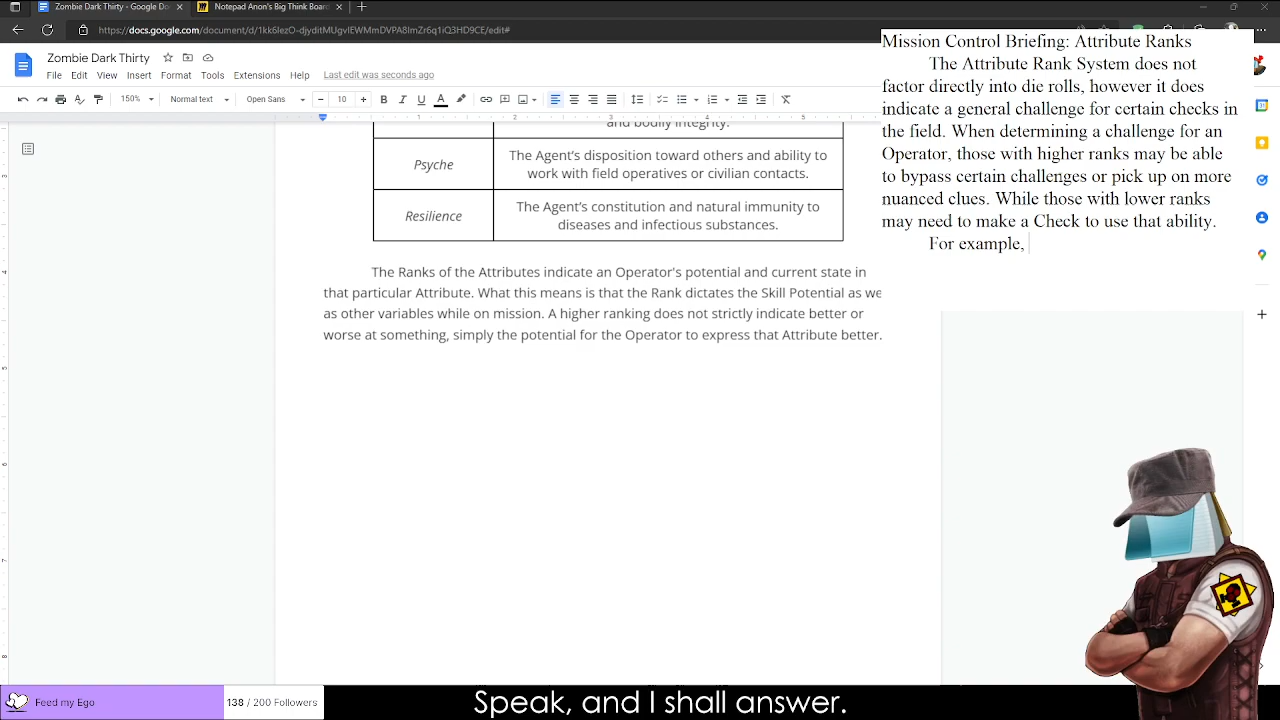 Zombie Dark Thirty - Google Do
Notepad Anon's Big Think Board
https://docs.google.com/document/d/1kk6lezO-djyditMUgvIEWMmDVPA8ImZr6q1iQ3HD9CE/edit#
Zombie Dark Thirty
File Edit View Insert Format Tools Extensions Help Last edit was seconds ago
150% Normal text Open Sans 10
1 2 3 4 5
and bodily integrity.
Psyche
The Agent's disposition toward others and ability to
work with field operatives or civilian contacts.
Resilience
The Agent's constitution and natural immunity to
diseases and infectious substances.
The Ranks of the Attributes indicate an Operator's potential and current state in
that particular Attribute. What this means is that the Rank dictates the Skill Potential as we
as other variables while on mission. A higher ranking does not strictly indicate better or
worse at something, simply the potential for the Operator to express that Attribute better.
Mission Control Briefing: Attribute Ranks
The Attribute Rank System does not
factor directly into die rolls, however it does
indicate a general challenge for certain checks in
the field. When determining a challenge for an
Operator, those with higher ranks may be able
to bypass certain challenges or pick up on more
nuanced clues. While those with lower ranks
may need to make a Check to use that ability.
For example,
Feed my Ego
138 / 200 Followers
Speak, and I shall answer.